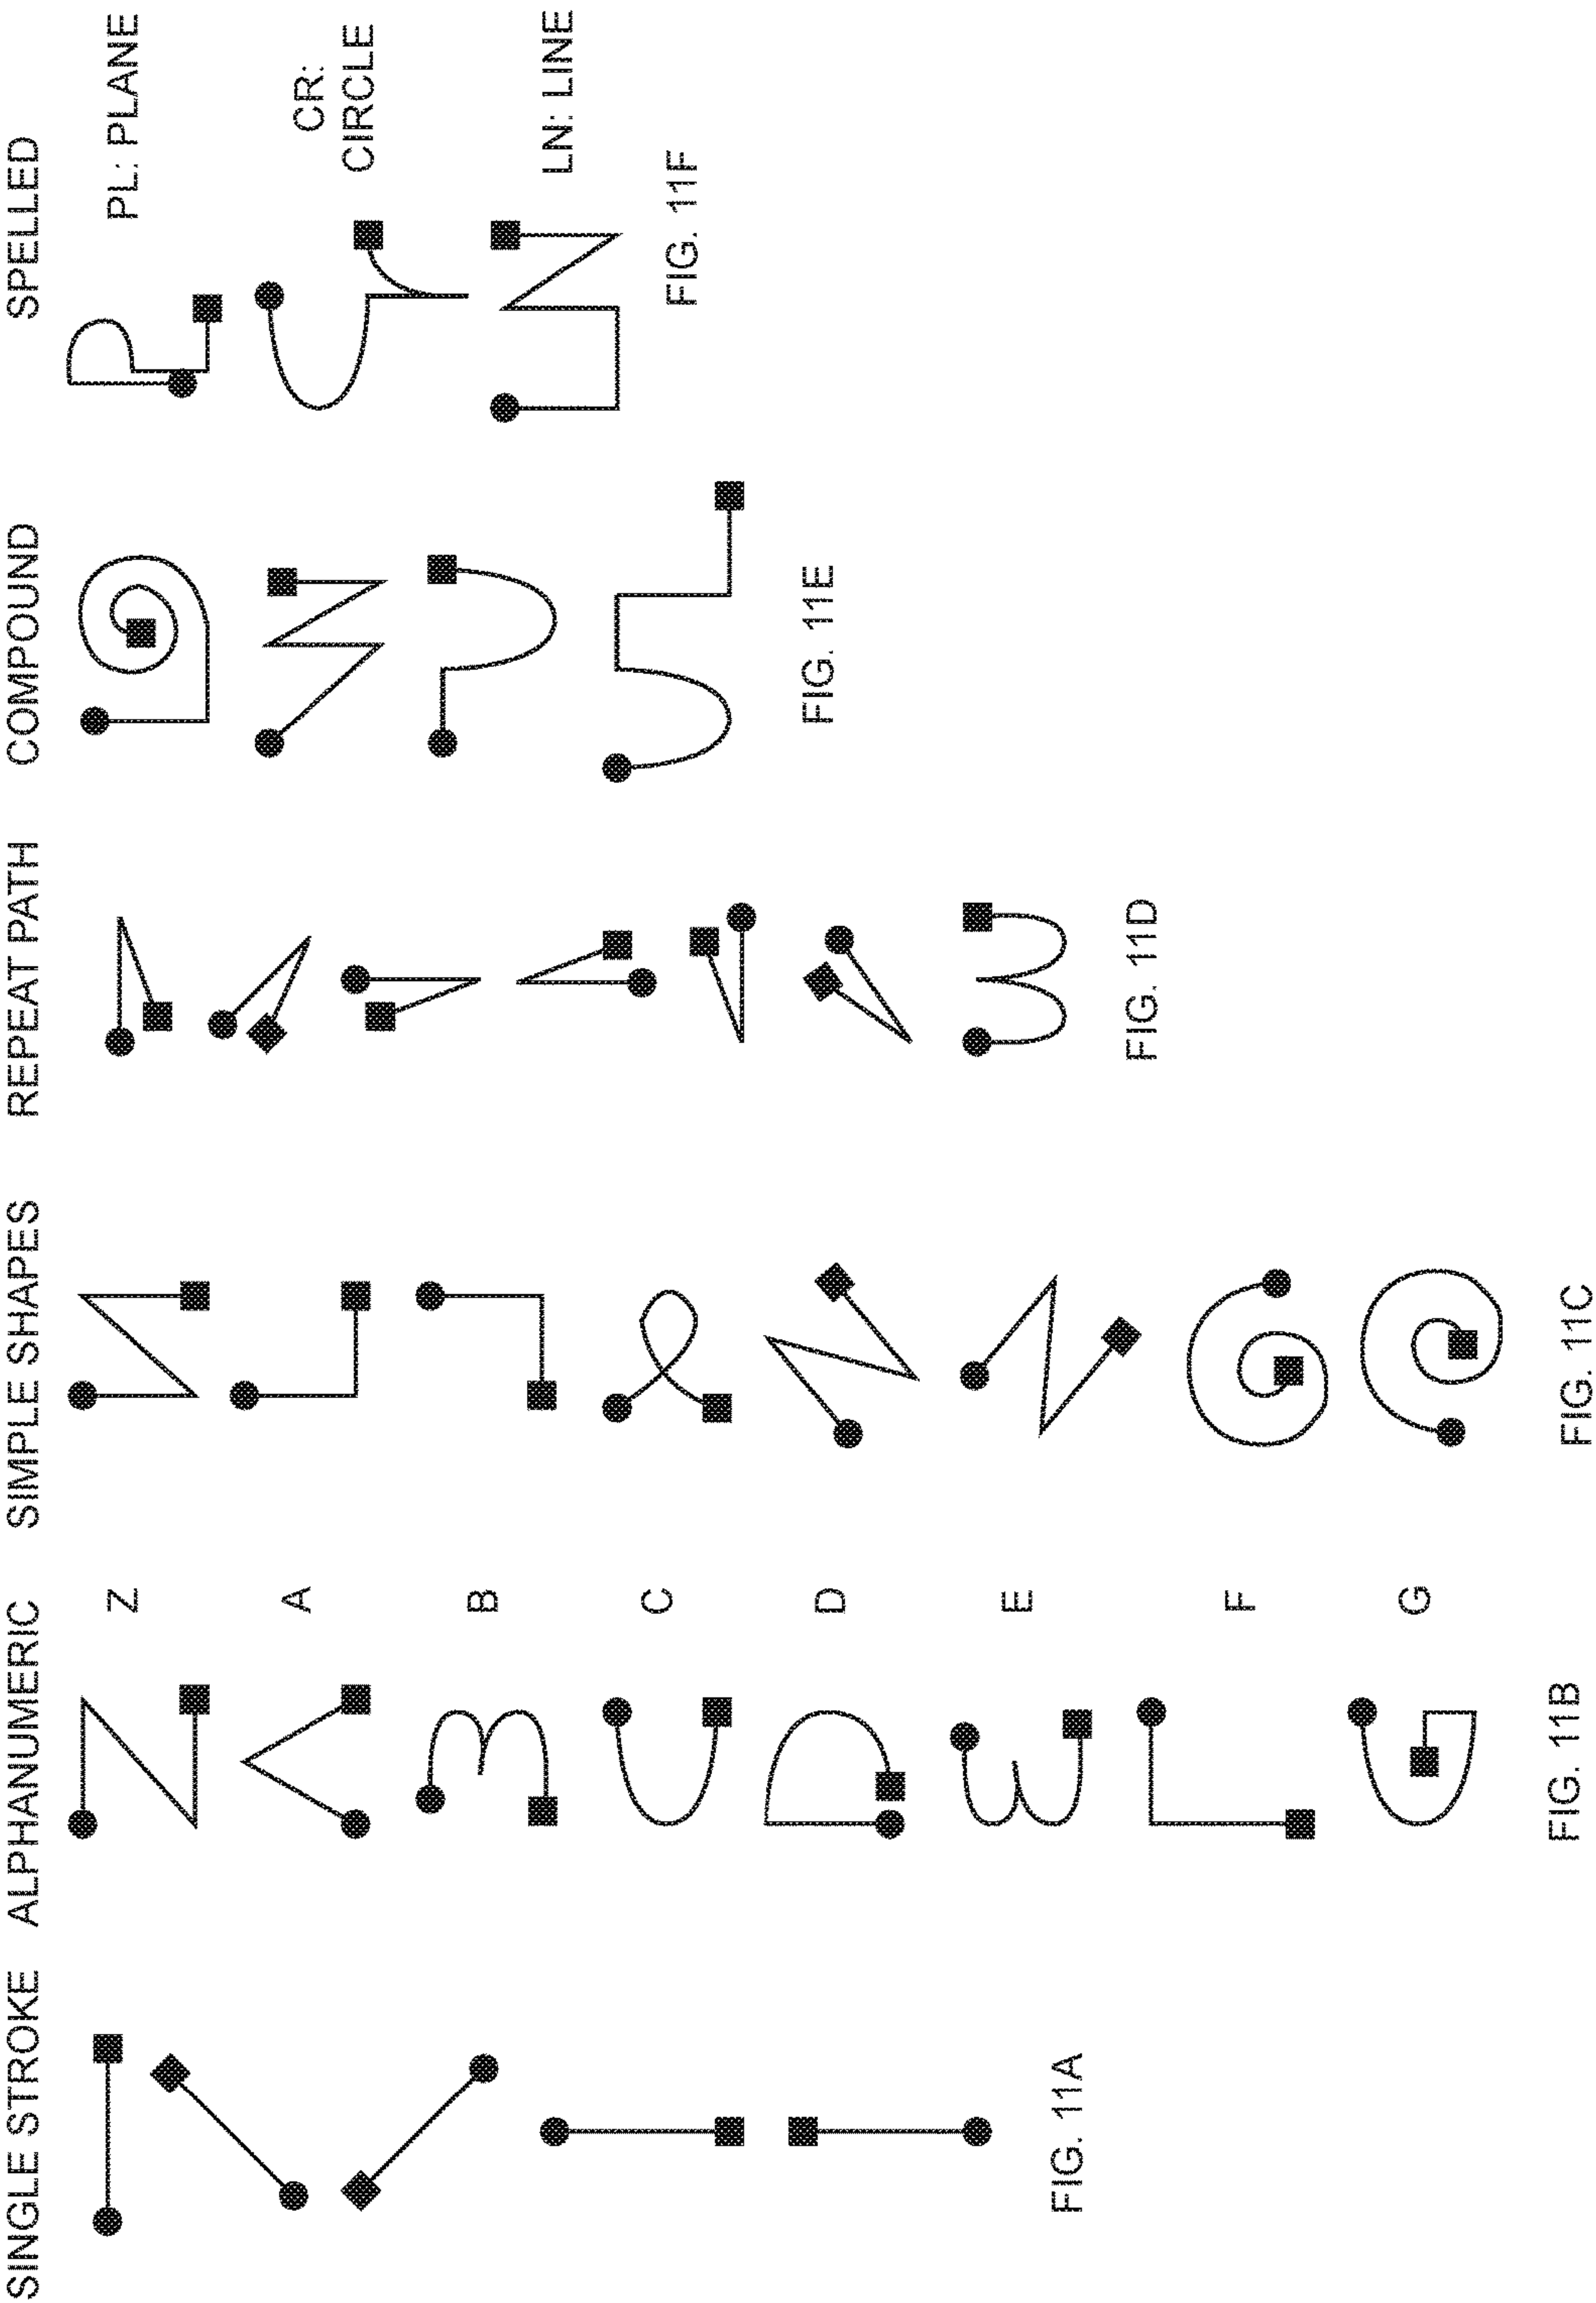 SINGLE STROKE
FIG. 11A
ALPHANUMERIC
Z
A
B
C
D
E
F
G
FIG. 11B
SIMPLE SHAPES
FIG. 11C
REPEAT PATH
FIG. 11D
COMPOUND
FIG. 11E
SPELLED
PL: PLANE
CR:
CIRCLE
LN: LINE
FIG. 11F